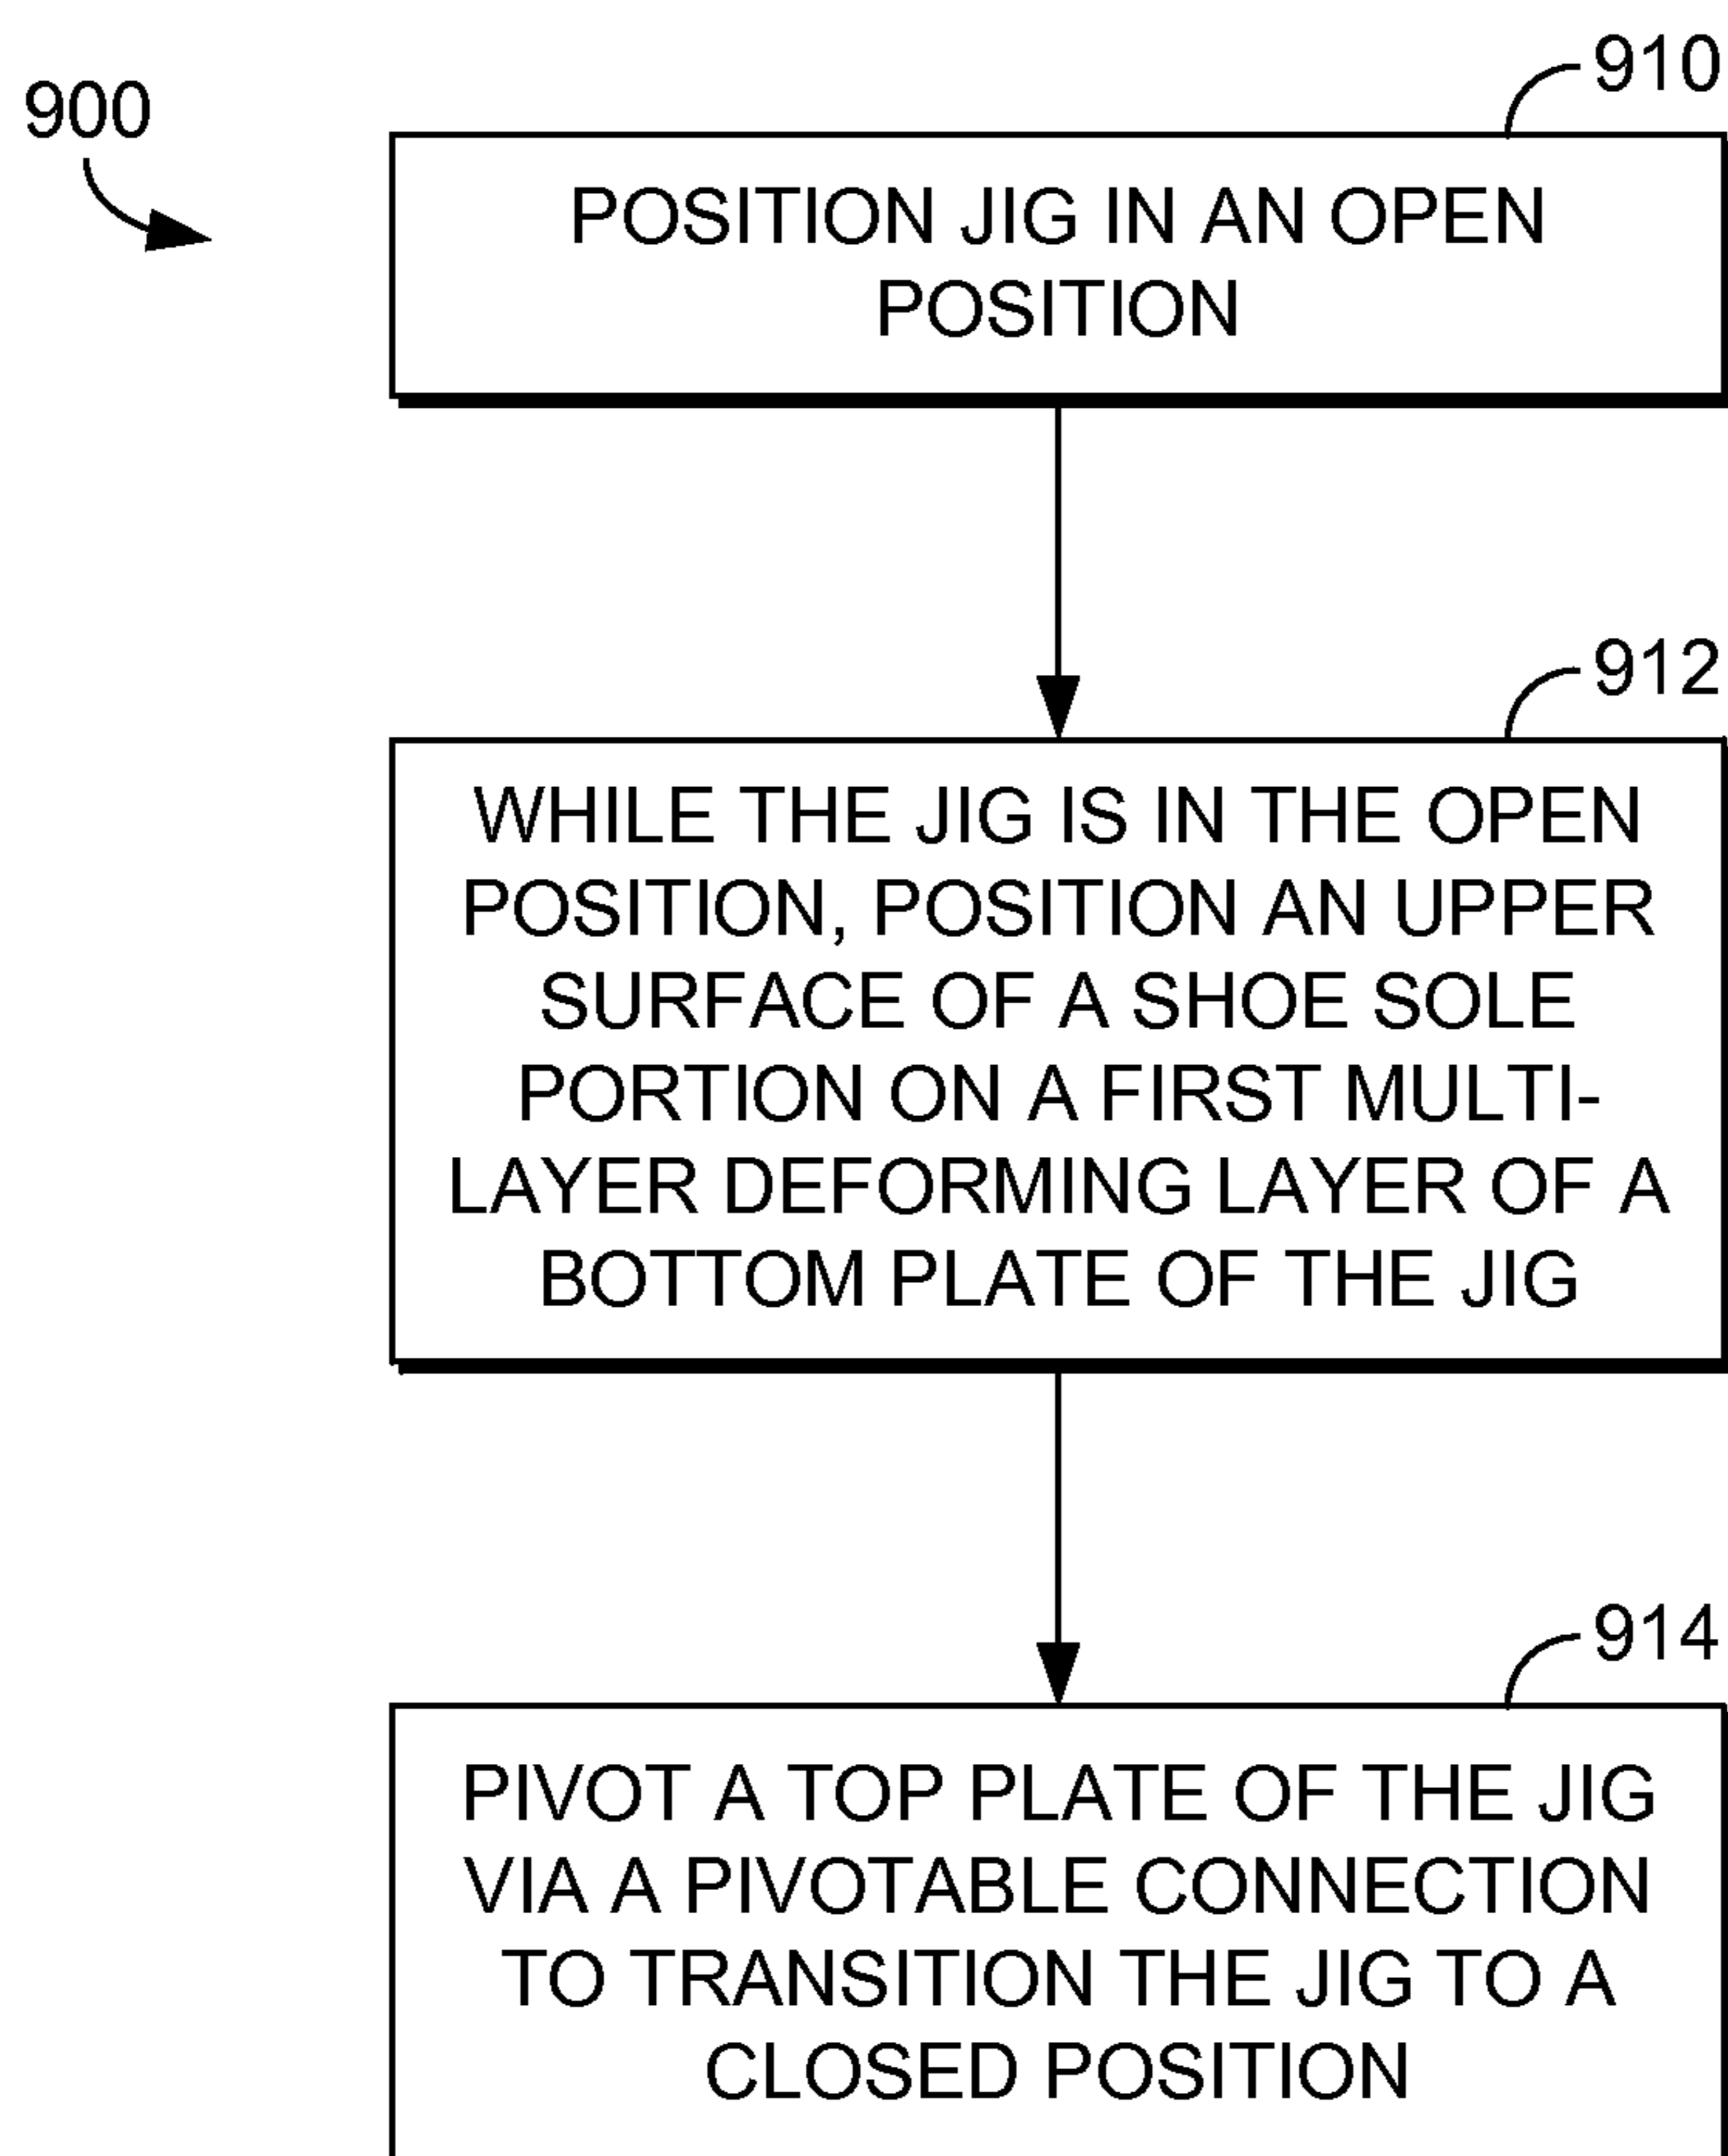 900
910
POSITION JIG IN AN OPEN
POSITION
912
WHILE THE JIG IS IN THE OPEN
POSITION, POSITION AN UPPER
SURFACE OF A SHOE SOLE
PORTION ON A FIRST MULTI-
LAYER DEFORMING LAYER OF A
BOTTOM PLATE OF THE JIG
914
PIVOT A TOP PLATE OF THE JIG
VIA A PIVOTABLE CONNECTION
TO TRANSITION THE JIG TO A
CLOSED POSITION